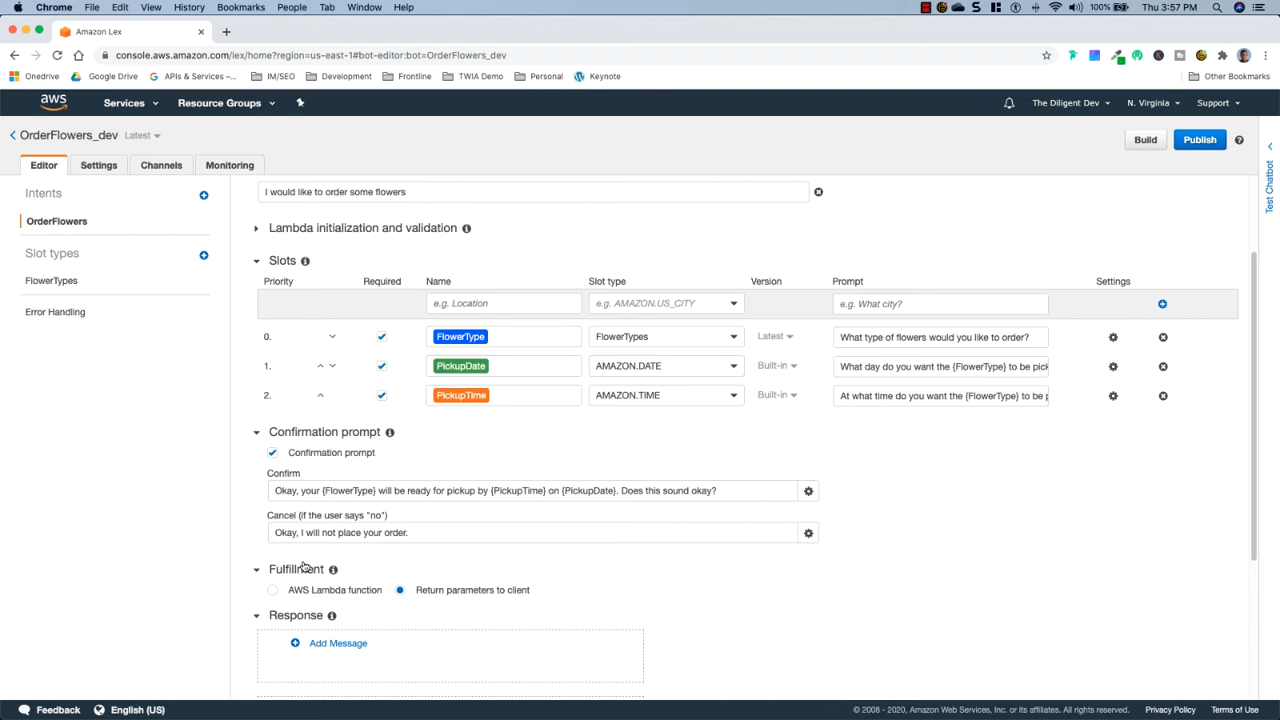 Chrome File Edit View History Bookmarks People Tab Window Help 100% Thu 3:57 PM
Amazon Lex
console.aws.amazon.com/lex/home?region=us-east-1#bot-editor:bot=OrderFlowers_dev
Onedrive Google Drive APIs & Services –... IM/SEO Development Frontline TWIA Demo Personal Keynote Other Bookmarks
aws Services Resource Groups The Diligent Dev N. Virginia Support
OrderFlowers_dev Latest Build Publish
Editor Settings Channels Monitoring
Test Chatbot
Intents
OrderFlowers
Slot types
FlowerTypes
Error Handling
I would like to order some flowers
Lambda initialization and validation
Slots
Priority Required Name Slot type Version Prompt Settings
e.g. Location e.g. AMAZON.US_CITY e.g. What city?
0. FlowerType FlowerTypes Latest What type of flowers would you like to order?
1. PickupDate AMAZON.DATE Built-in What day do you want the {FlowerType} to be pick
2. PickupTime AMAZON.TIME Built-in At what time do you want the {FlowerType} to be p
Confirmation prompt
Confirmation prompt
Confirm
Okay, your {FlowerType} will be ready for pickup by {PickupTime} on {PickupDate}. Does this sound okay?
Cancel (if the user says "no")
Okay, I will not place your order.
Fulfillment
AWS Lambda function Return parameters to client
Response
Add Message
Feedback English (US) © 2008 - 2020, Amazon Web Services, Inc. or its affiliates. All rights reserved. Privacy Policy Terms of Use